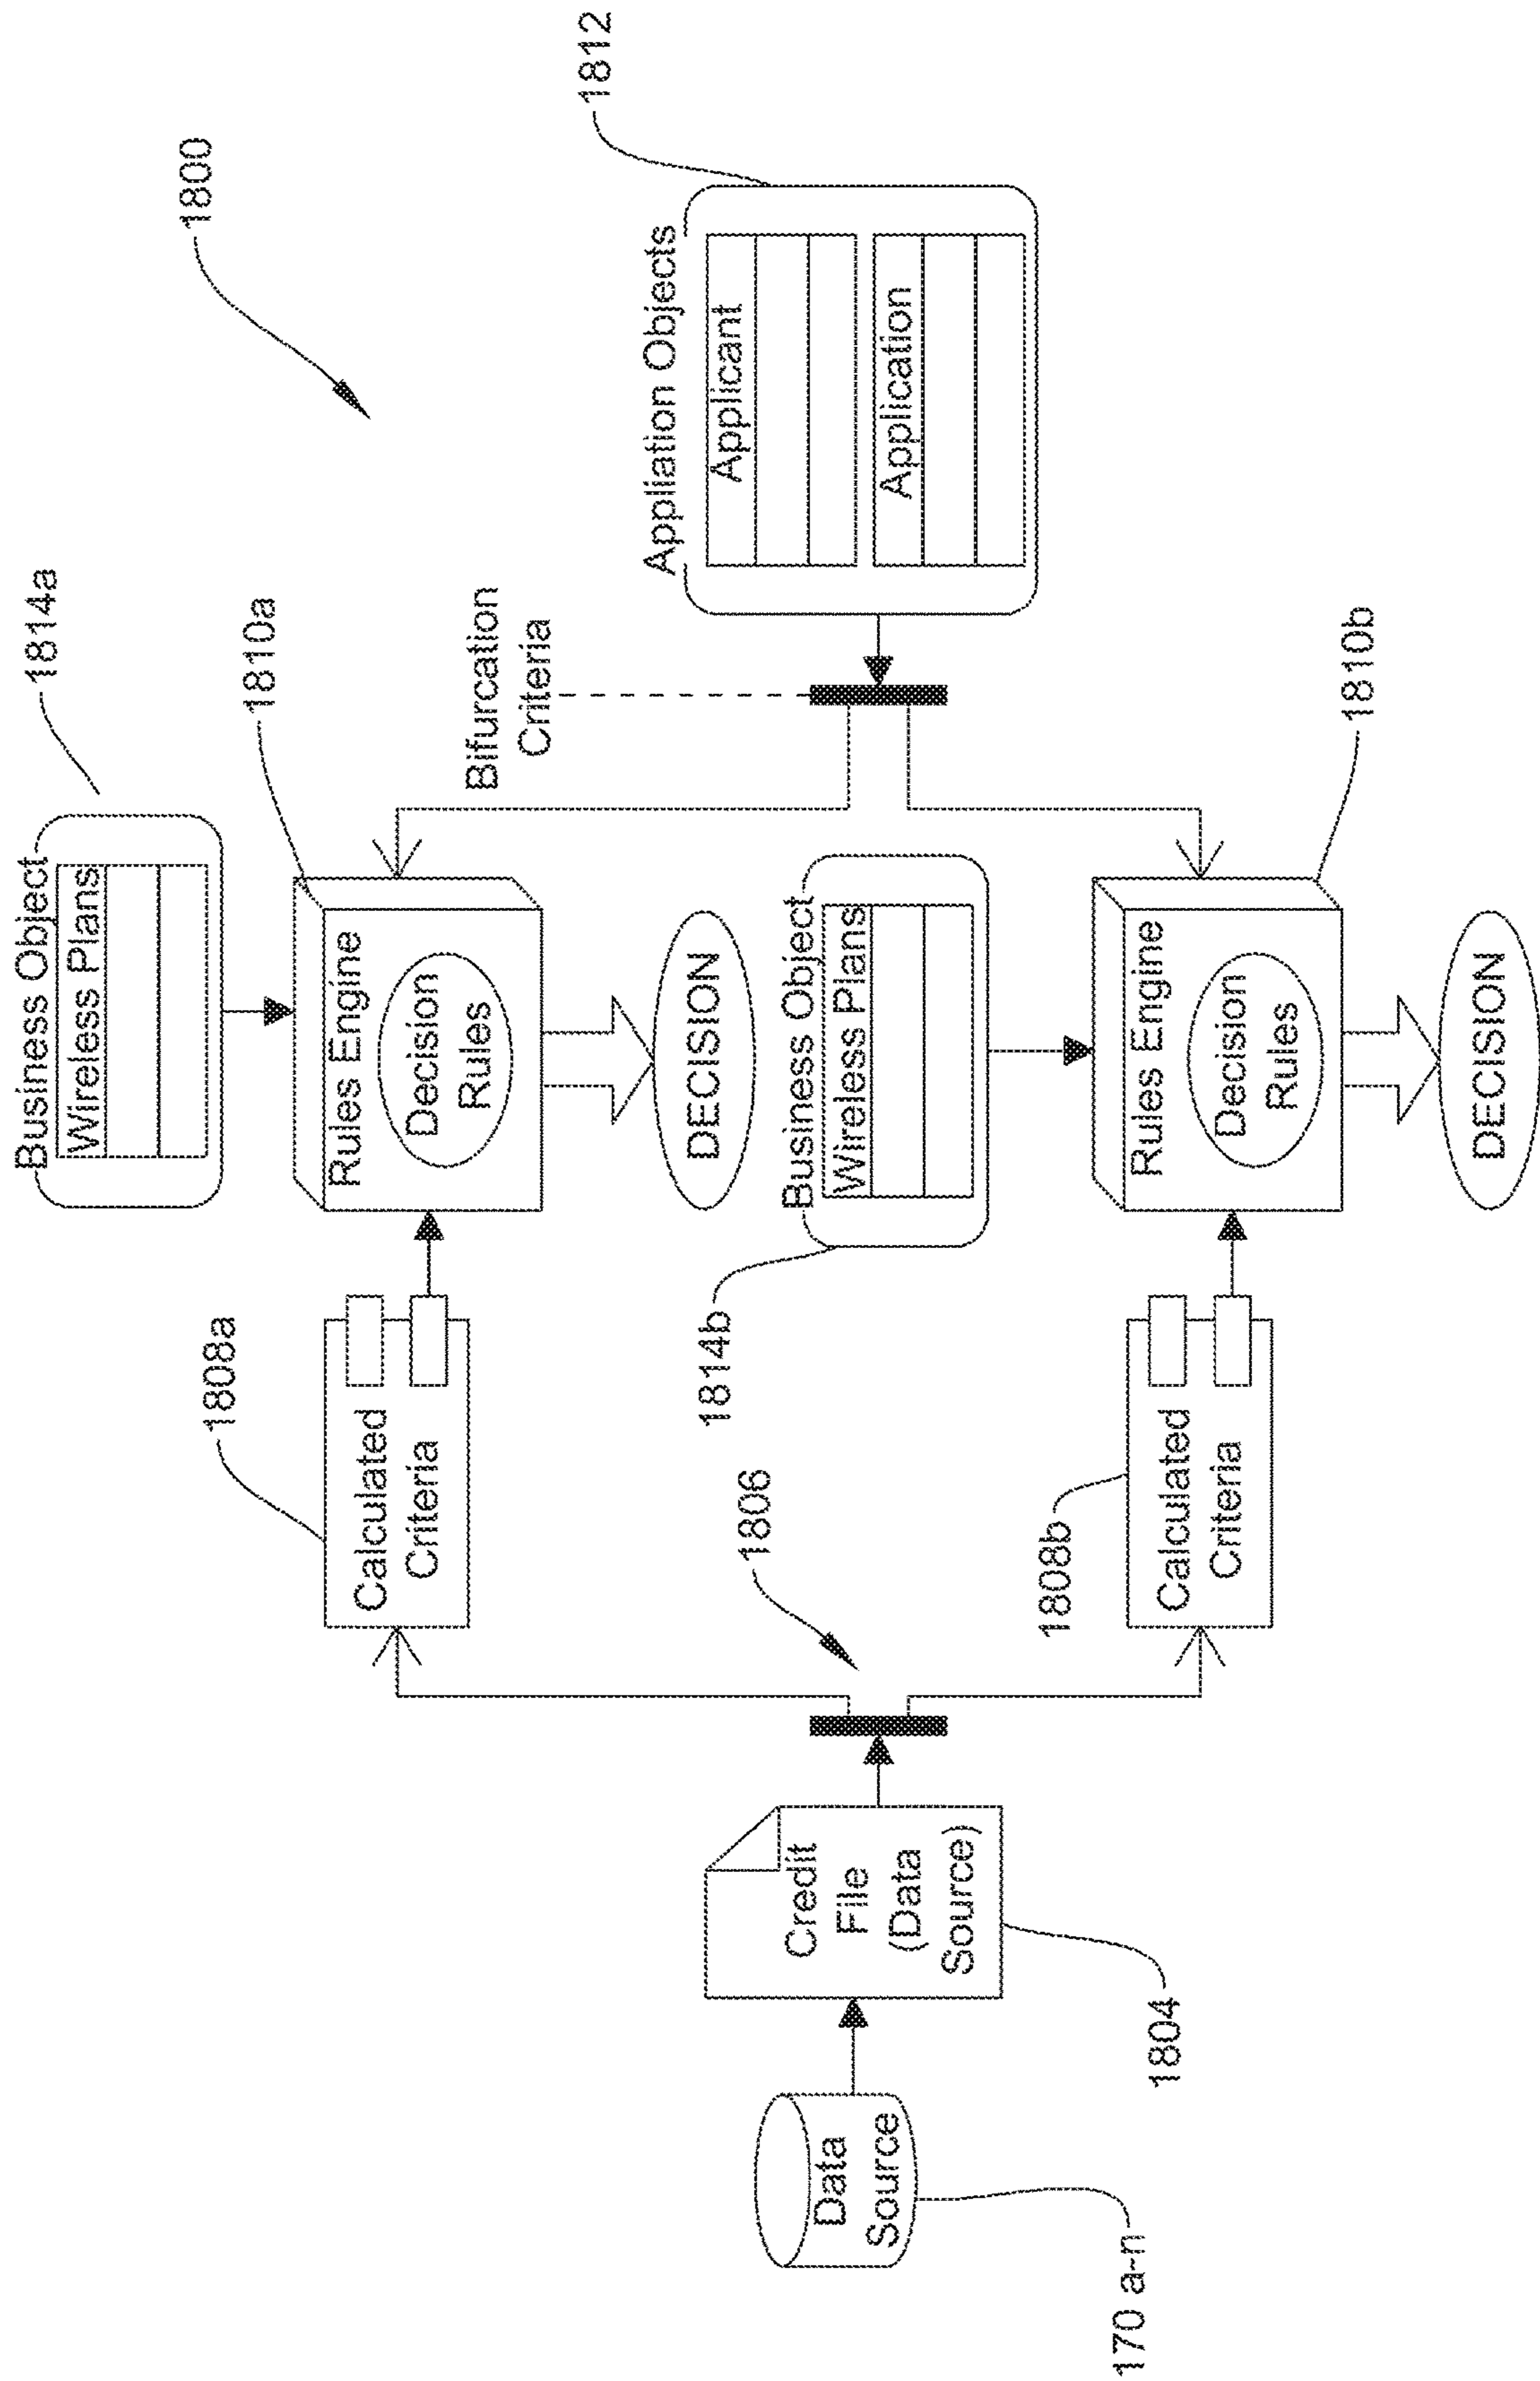 1800
1814a
Business Object
Wireless Plans
1810a
Rules Engine
Decision
Rules
DECISION
1808a
Calculated
Criteria
Bifurcation
Criteria
1812
Appliation Objects
Applicant
Application
170 a-n
Data
Source
1804
Credit
File
(Data
Source)
1806
1814b
Business Object
Wireless Plans
1808b
Calculated
Criteria
1810b
Rules Engine
Decision
Rules
DECISION